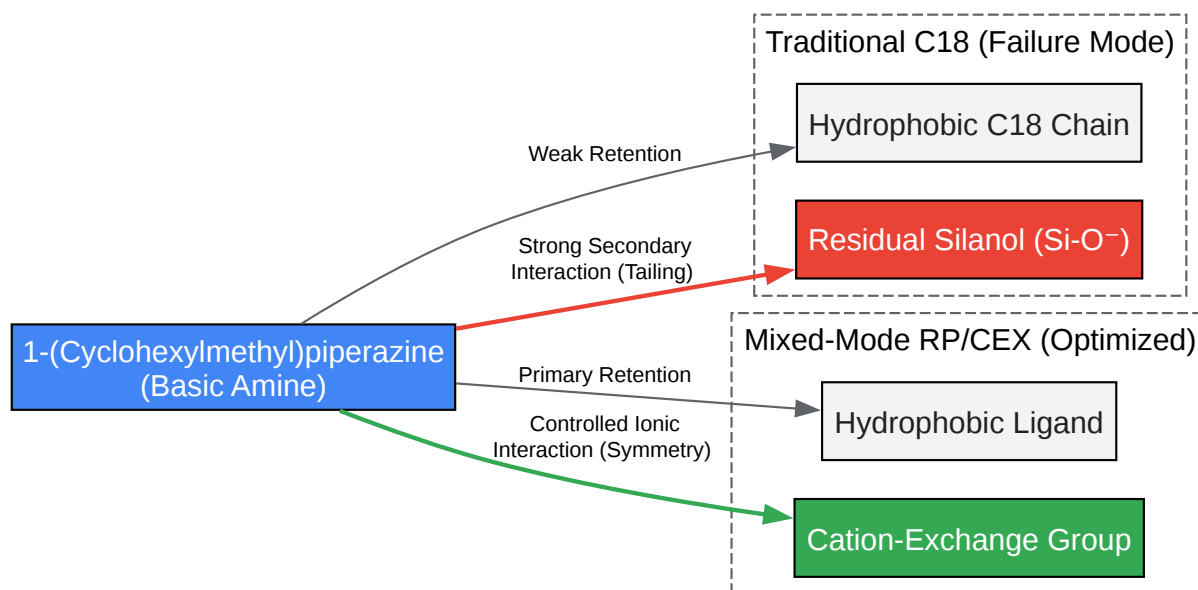 Traditional C18 (Failure Mode)
Hydrophobic C18 Chain
Weak Retention
Residual Silanol (Si-O⁻)
Strong Secondary
Interaction (Tailing)
1-(Cyclohexylmethyl)piperazine
(Basic Amine)
Mixed-Mode RP/CEX (Optimized)
Primary Retention
Hydrophobic Ligand
Controlled Ionic
Interaction (Symmetry)
Cation-Exchange Group